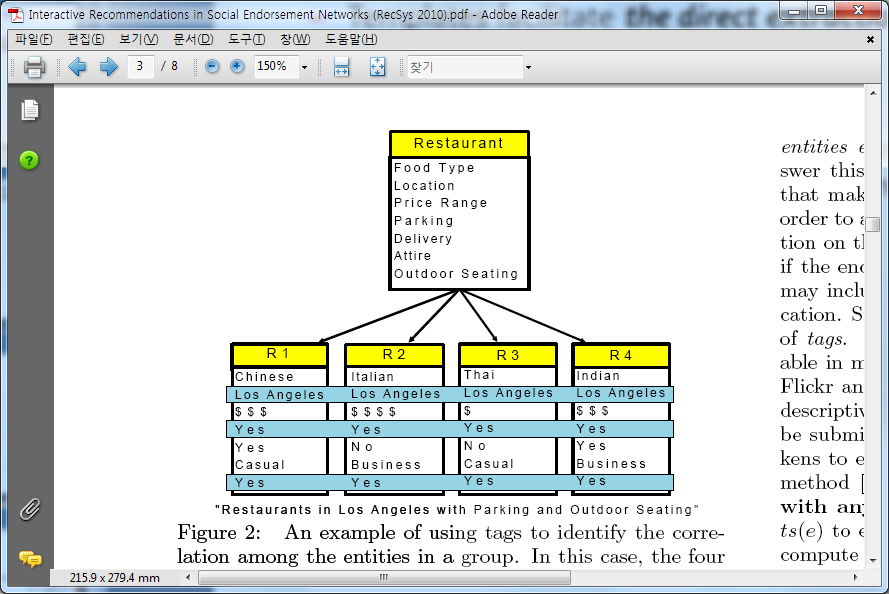 Interactive Recommendations in Social Endorsement Networks (RecSys 2010).pdf - Adobe Reader
파일(F) 편집(E) 보기(V) 문서(D) 도구(T) 창(W) 도움말(H)
3 / 8 150% 찾기
Restaurant
Food Type
Location
Price Range
Parking
Delivery
Attire
Outdoor Seating
R 1 R 2 R 3 R 4
Chinese Italian Thai Indian
Los Angeles Los Angeles Los Angeles Los Angeles
$ $ $ $ $ $ $ $ $ $ $
Yes Yes Yes Yes
Yes No No Yes
Casual Business Casual Business
Yes Yes Yes Yes
"Restaurants in Los Angeles with Parking and Outdoor Seating"
Figure 2: An example of using tags to identify the corre-
lation among the entities in a group. In this case, the four
entities e
swer this
that mak
order to a
tion on th
if the end
may inclu
cation. S
of tags.
able in m
Flickr an
descriptiv
be submi
kens to e
method [
with any
ts(e) to e
compute
215.9 x 279.4 mm